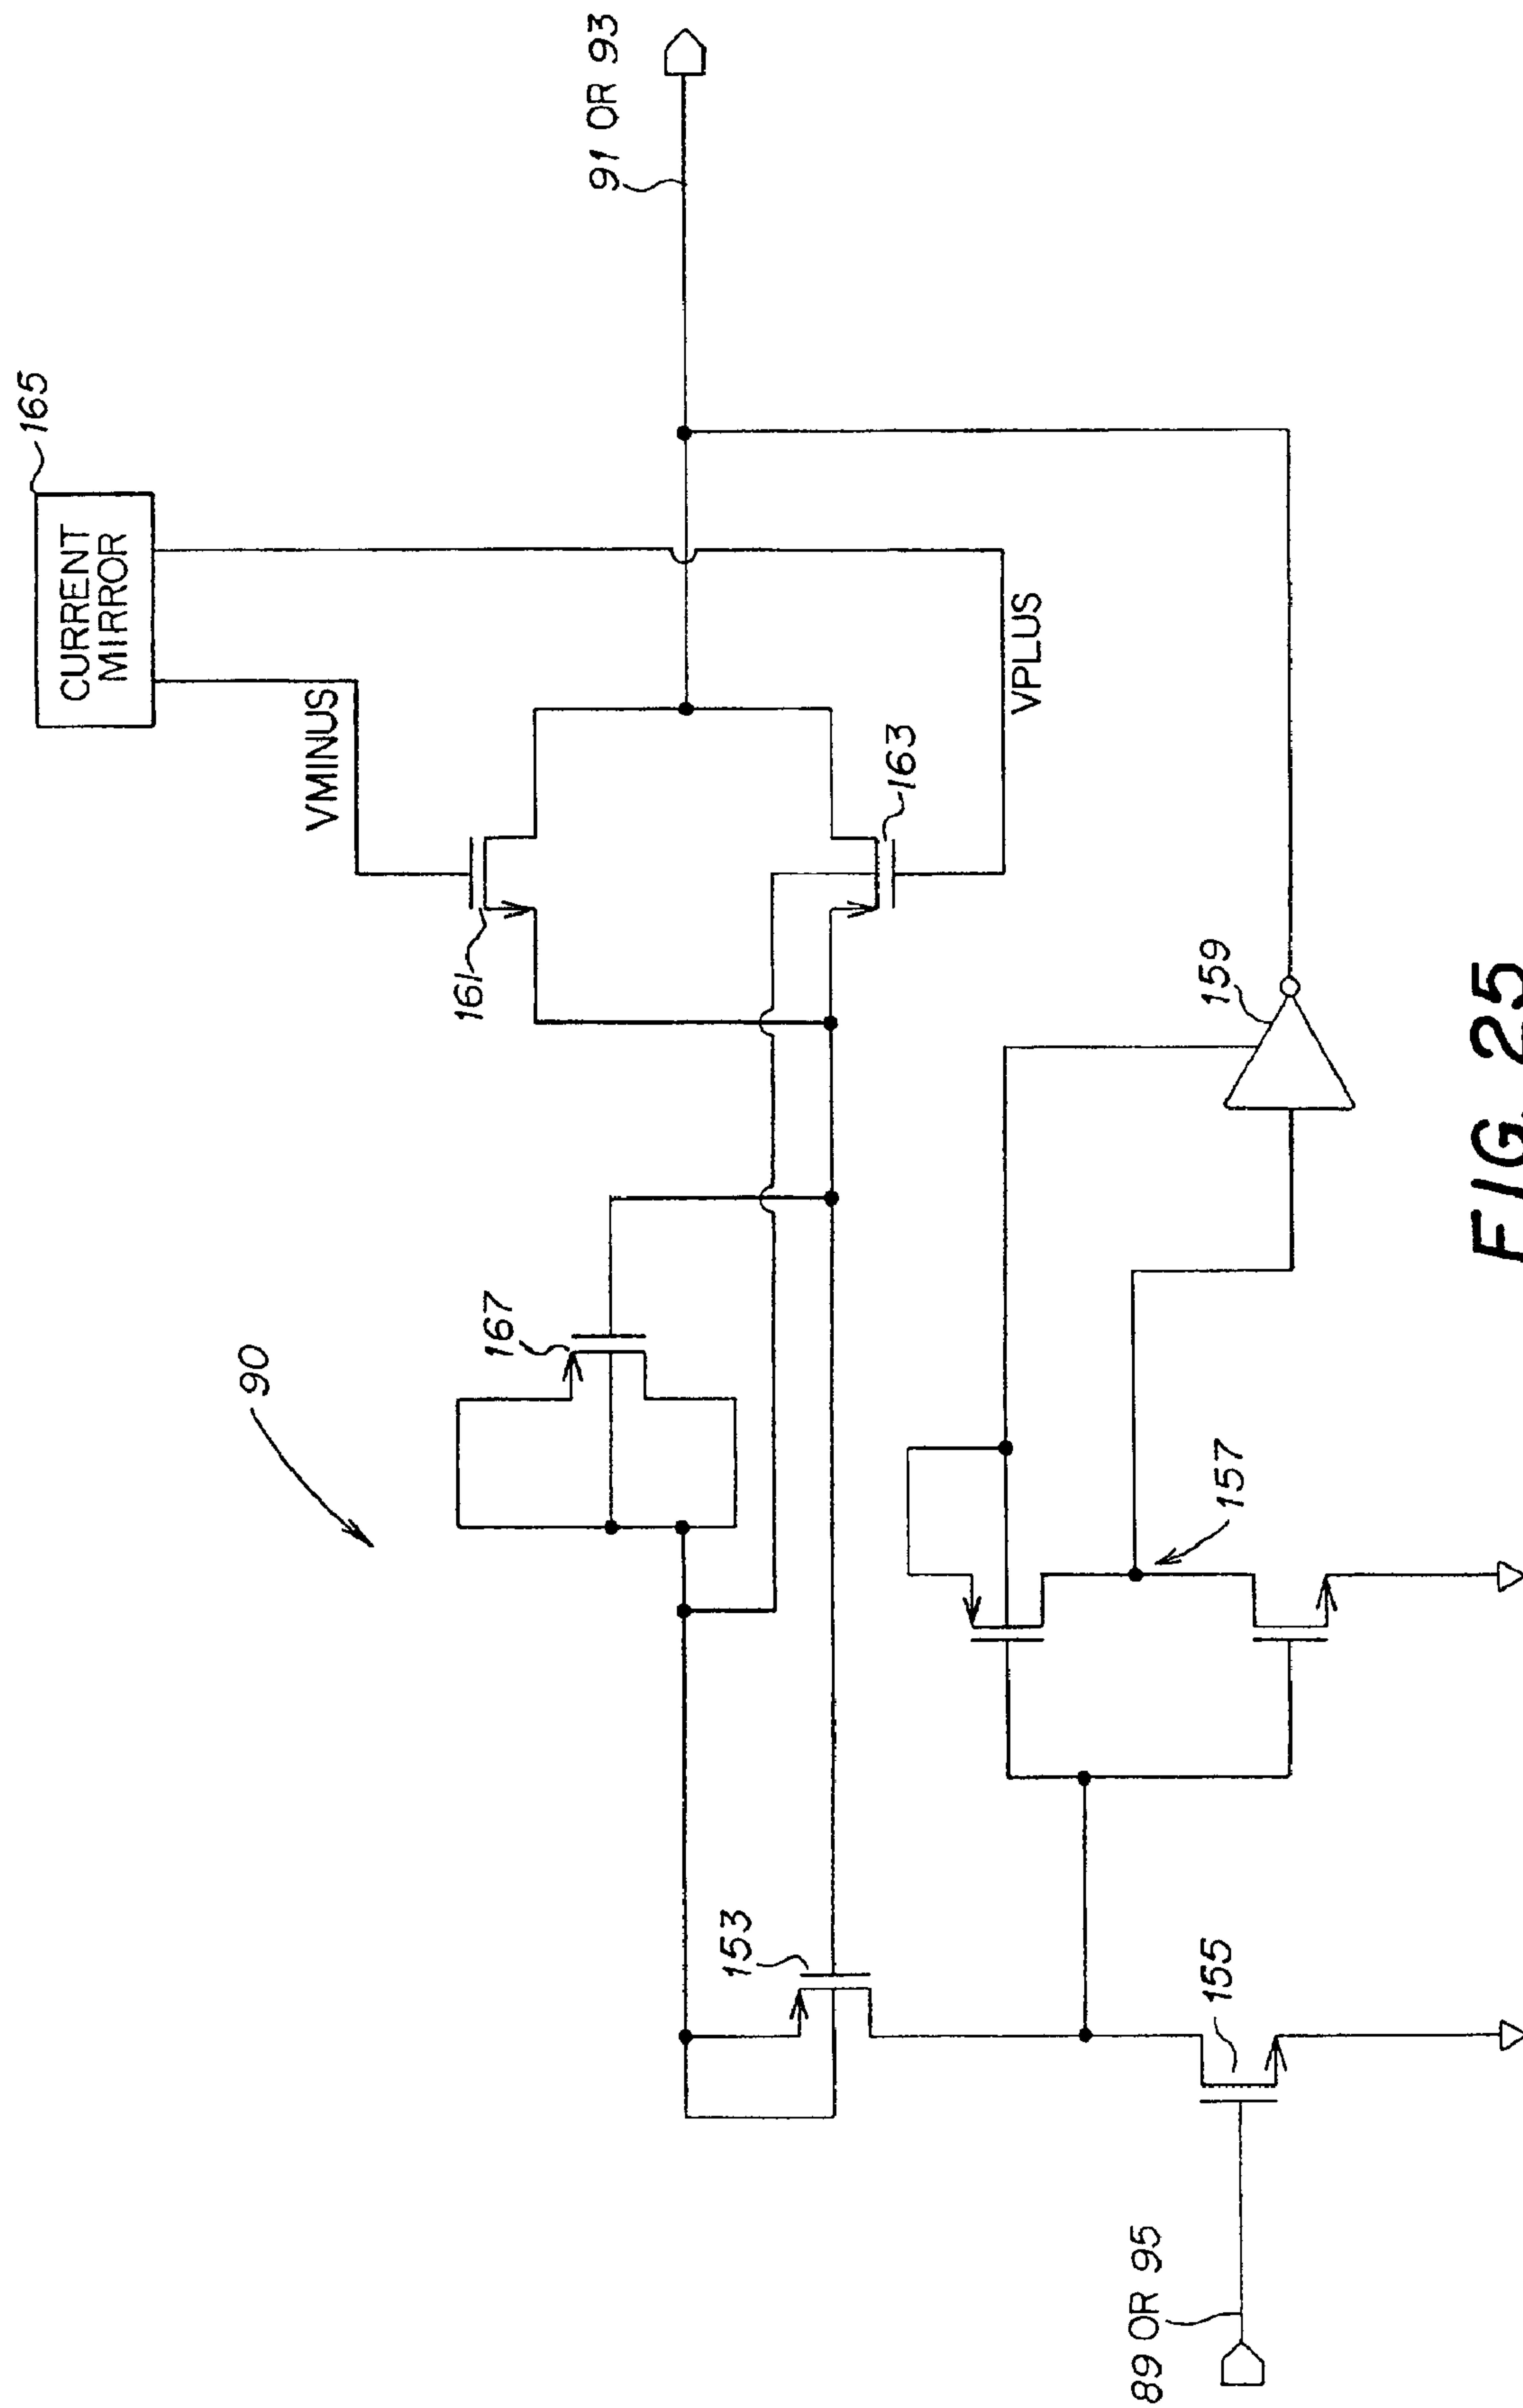 90
165
CURRENT
MIRROR
VMINUS
91 OR 93
161
167
163
VPLUS
153
159
157
155
89 OR 95
FIG. 25